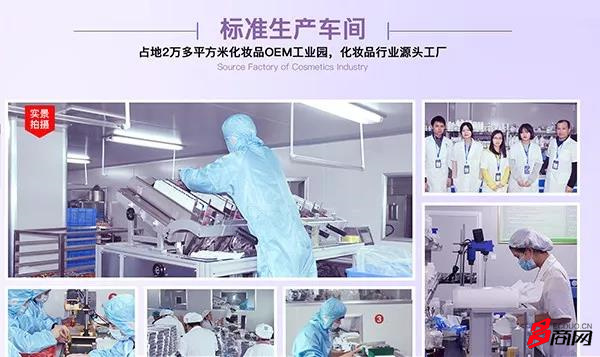 标准生产车间
占地2万多平方米化妆品OEM工业园，化妆品行业源头工厂
Source Factory of Cosmetics Industry
实景
拍摄
3
多商网